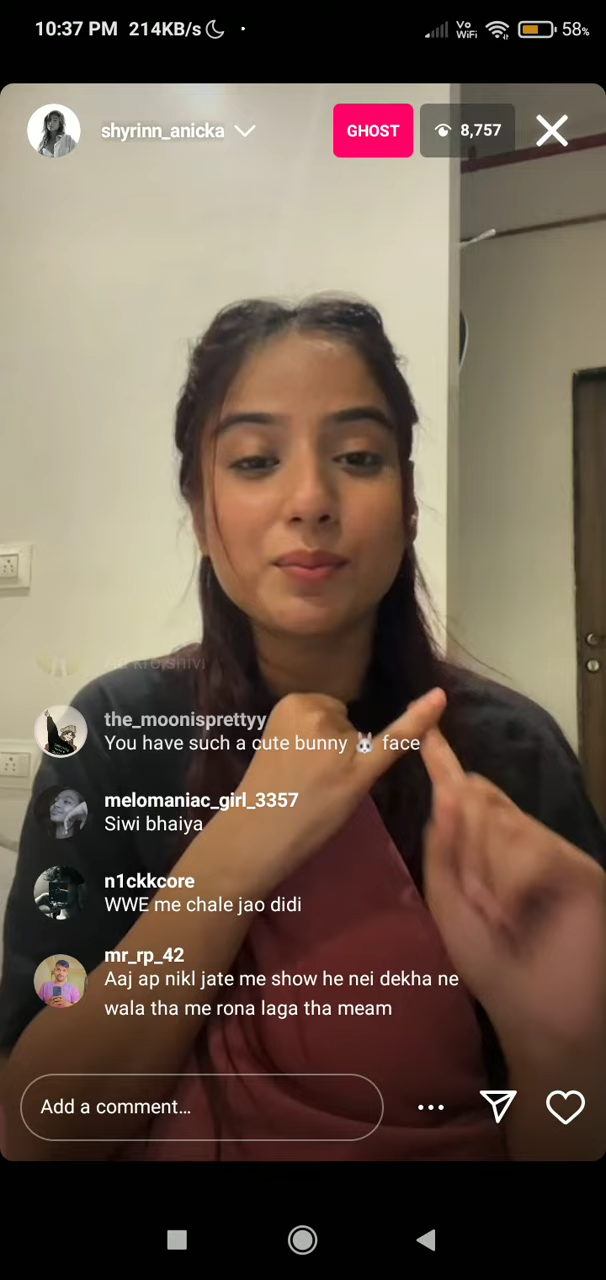 10:37 PM 214KB/s
Vo
WiFi
58%
shyrinn_anicka
GHOST
8,757
the_moonisprettyy
You have such a cute bunny 🐰 face
melomaniac_girl_3357
Siwi bhaiya
n1ckkcore
WWE me chale jao didi
mr_rp_42
Aaj ap nikl jate me show he nei dekha ne
wala tha me rona laga tha meam
Add a comment…